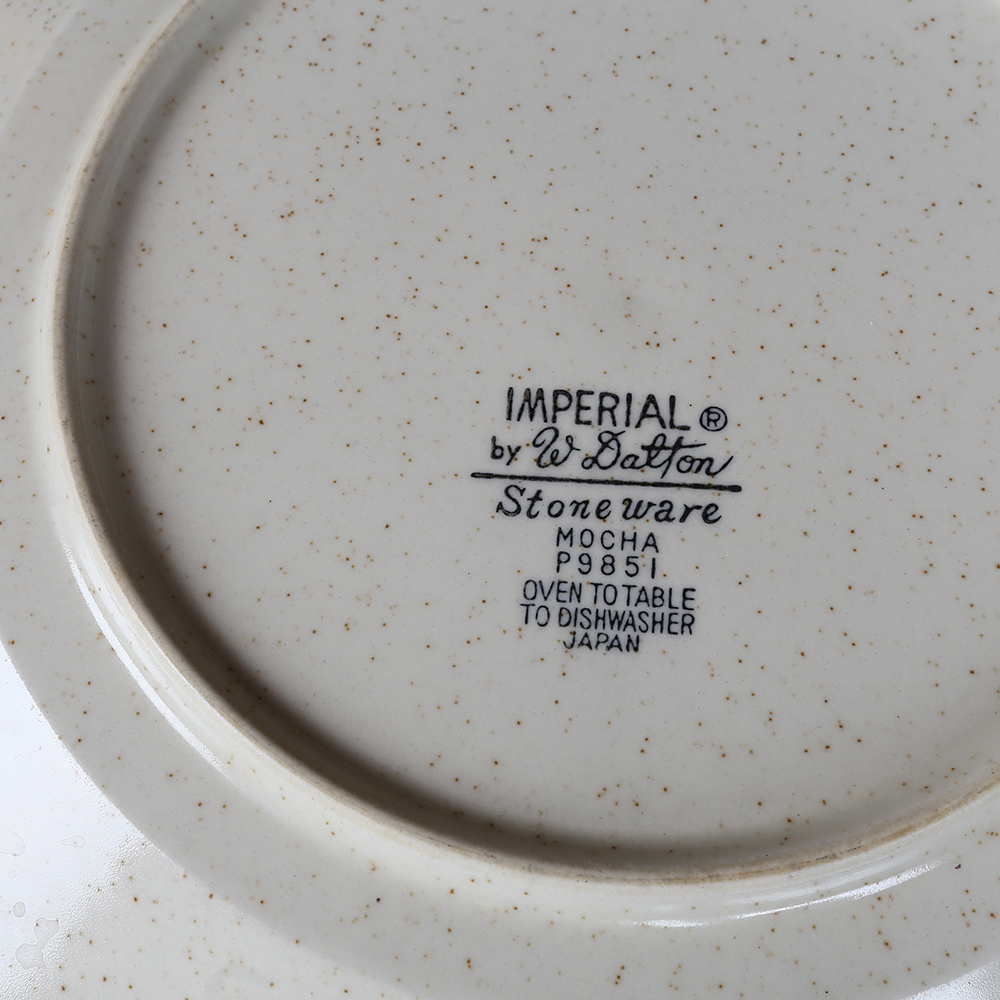 IMPERIAL ®
by W Dalton
Stoneware
MOCHA
P9851
OVEN TO TABLE
TO DISHWASHER
JAPAN